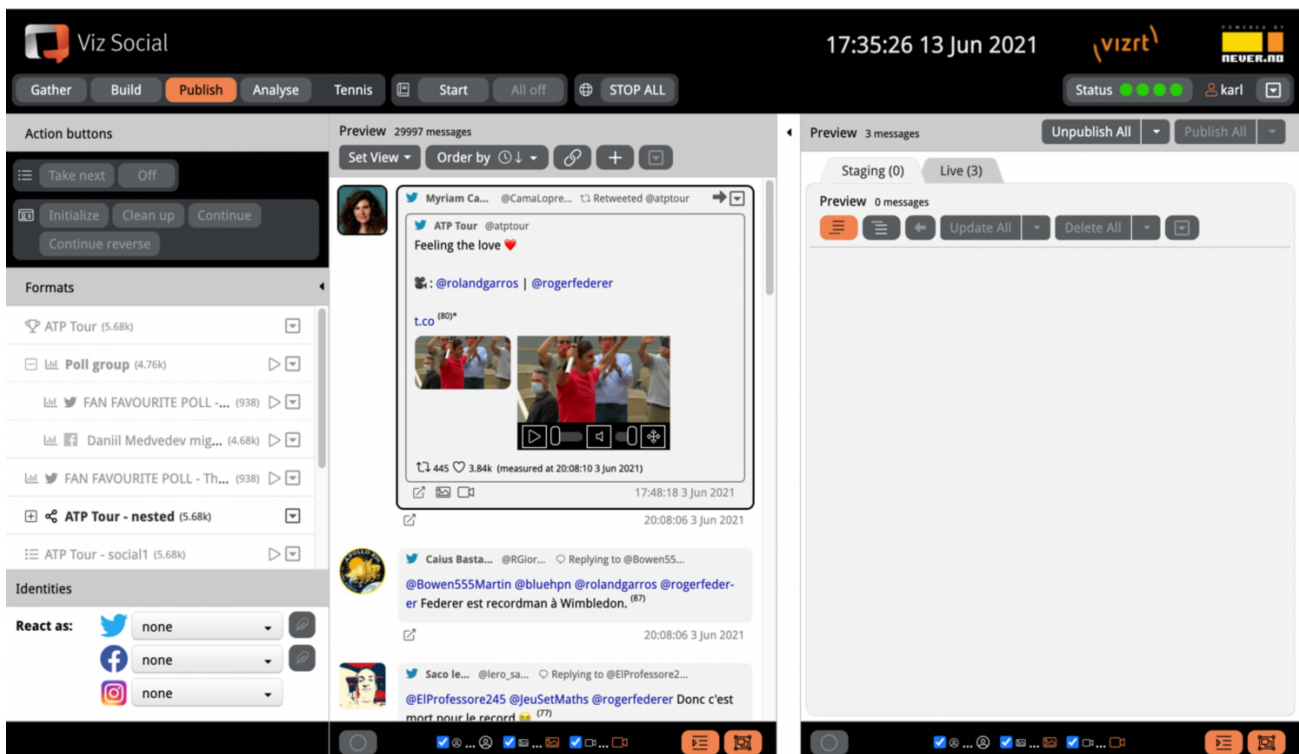 Viz Social
17:35:26 13 Jun 2021
vizrt
POWERED BY
never.no
Gather Build Publish Analyse Tennis Start All off STOP ALL
Status karl
Action buttons
Take next Off
Initialize Clean up Continue
Continue reverse
Formats
ATP Tour (5.68k)
Poll group (4.76k)
FAN FAVOURITE POLL -... (938)
Daniil Medvedev mig... (4.68k)
FAN FAVOURITE POLL - Th... (938)
ATP Tour - nested (5.68k)
ATP Tour - social1 (5.68k)
Identities
React as: none
none
none
Preview 29997 messages
Set View Order by
Myriam Ca... @CamaLopre... Retweeted @atptour
ATP Tour @atptour
Feeling the love ❤️
🎥: @rolandgarros | @rogerfederer
t.co (80)*
445 3.84k (measured at 20:08:10 3 Jun 2021)
17:48:18 3 Jun 2021
20:08:06 3 Jun 2021
Caius Basta... @RGior... Replying to @Bowen55...
@Bowen555Martin @bluehpn @rolandgarros @rogerfeder-
er Federer est recordman à Wimbledon. (87)
20:08:06 3 Jun 2021
Saco le... @lero_sa... Replying to @ElProfessore2...
@ElProfessore245 @JeuSetMaths @rogerfederer Donc c'est
mort pour le record 😂 (77)
Preview 3 messages Unpublish All Publish All
Staging (0) Live (3)
Preview 0 messages
Update All Delete All